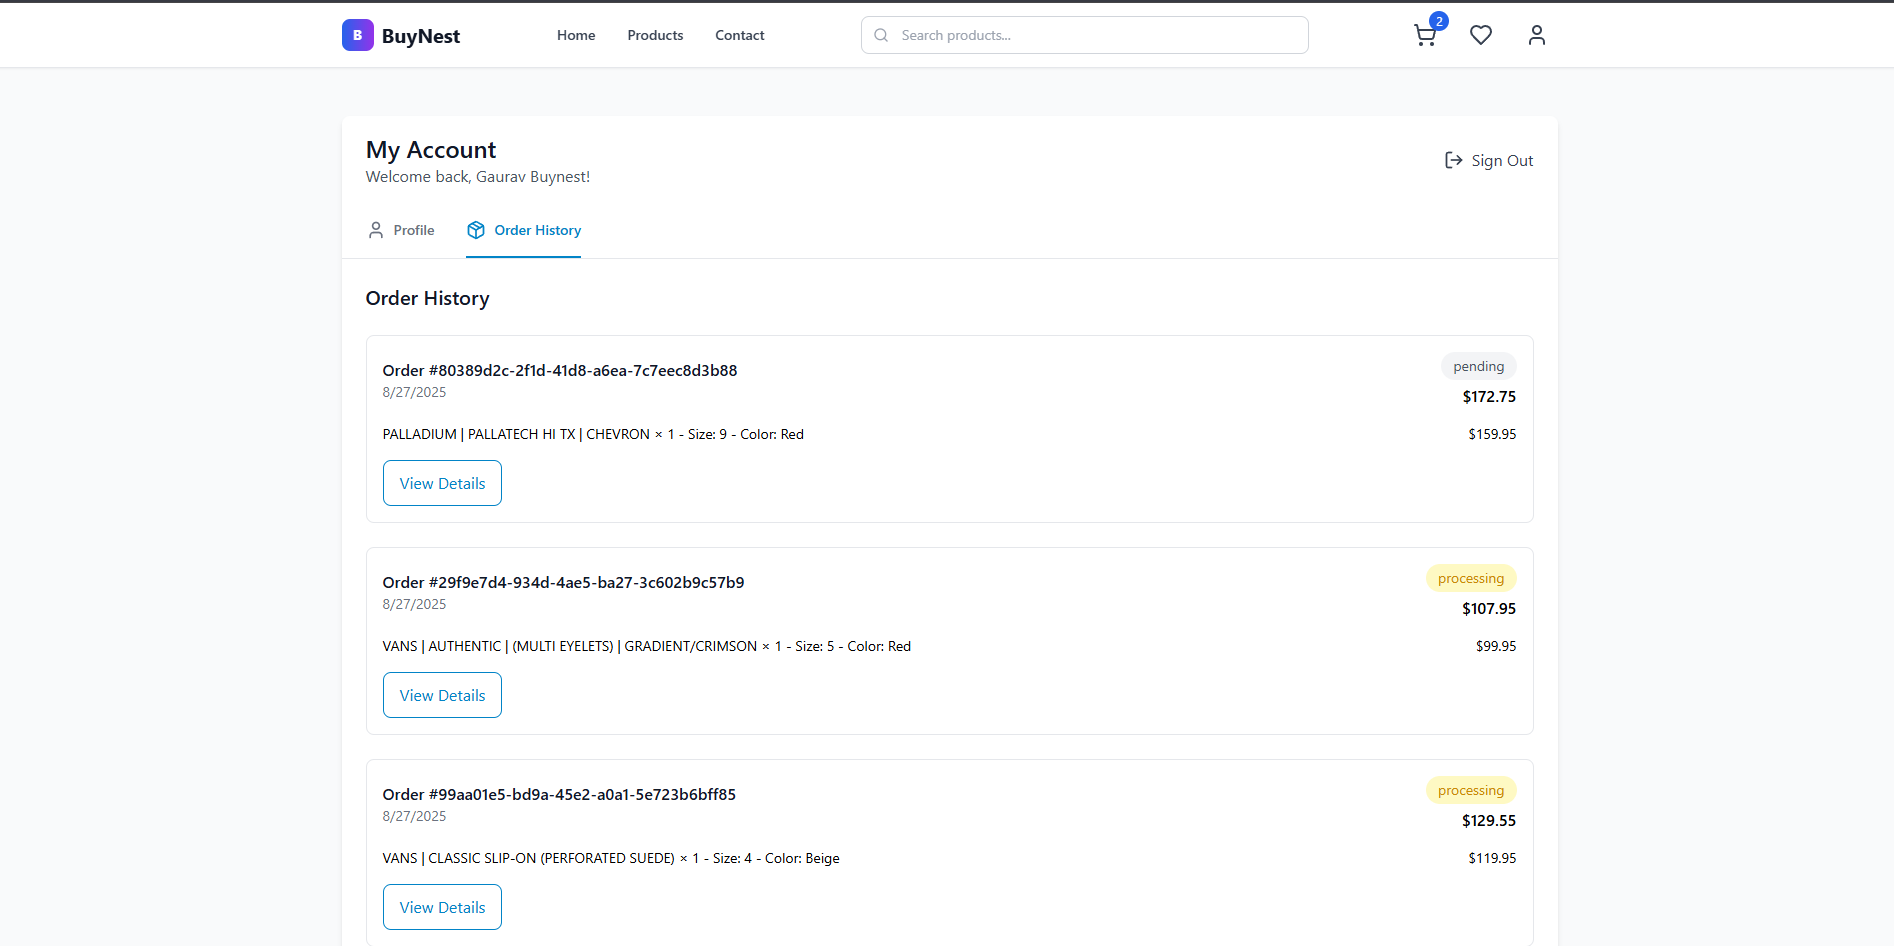 B BuyNest Home Products Contact Search products... 2
My Account
Welcome back, Gaurav Buynest!
Sign Out
Profile Order History
Order History
Order #80389d2c-2f1d-41d8-a6ea-7c7eec8d3b88
pending
8/27/2025
$172.75
PALLADIUM | PALLATECH HI TX | CHEVRON × 1 - Size: 9 - Color: Red
$159.95
View Details
Order #29f9e7d4-934d-4ae5-ba27-3c602b9c57b9
processing
8/27/2025
$107.95
VANS | AUTHENTIC | (MULTI EYELETS) | GRADIENT/CRIMSON × 1 - Size: 5 - Color: Red
$99.95
View Details
Order #99aa01e5-bd9a-45e2-a0a1-5e723b6bff85
processing
8/27/2025
$129.55
VANS | CLASSIC SLIP-ON (PERFORATED SUEDE) × 1 - Size: 4 - Color: Beige
$119.95
View Details